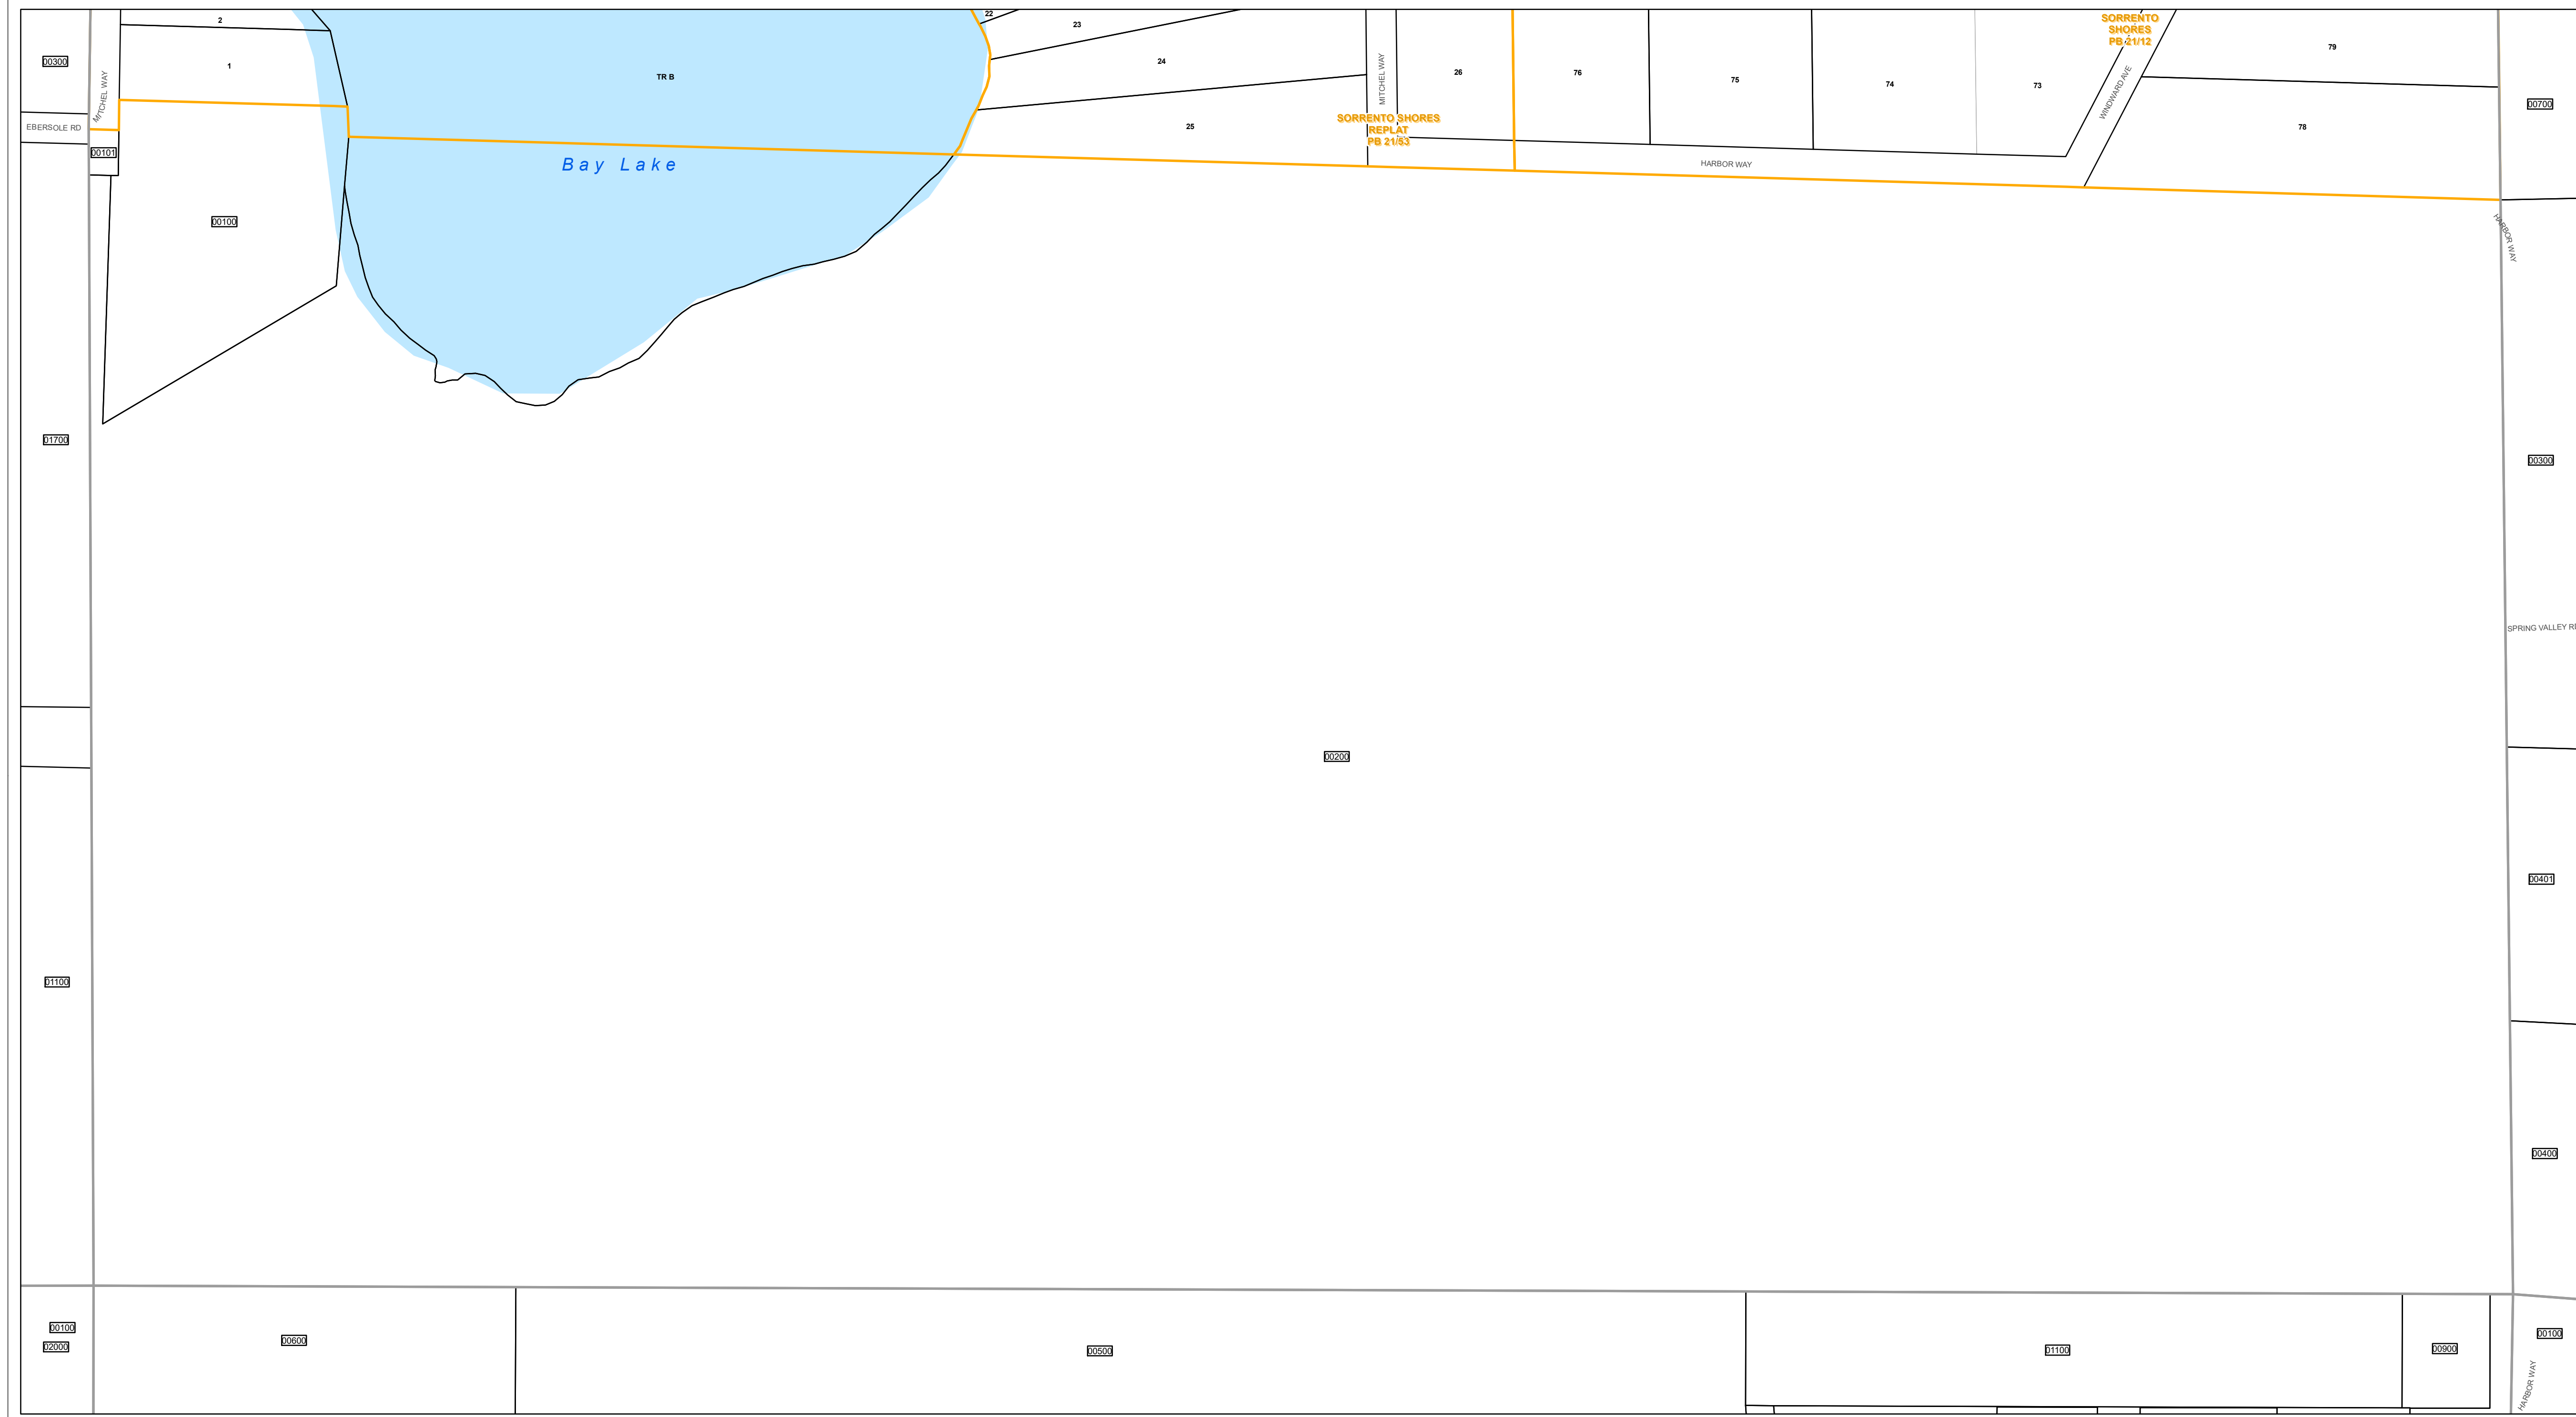 2
22
23
SORRENTO
SHORES
PB 21/12
79
00300
1
TR B
24
MITCHEL WAY
MITCHEL WAY
26
76
75
74
73
WINDWARD AVE
00700
EBERSOLE RD
25
SORRENTO SHORES
REPLAT
PB 21/53
78
00101
Bay Lake
HARBOR WAY
00100
HARBOR WAY
01700
00300
SPRING VALLEY R
00200
00401
01100
00400
00100
02000
00600
00500
01100
00900
00100
HARBOR WAY